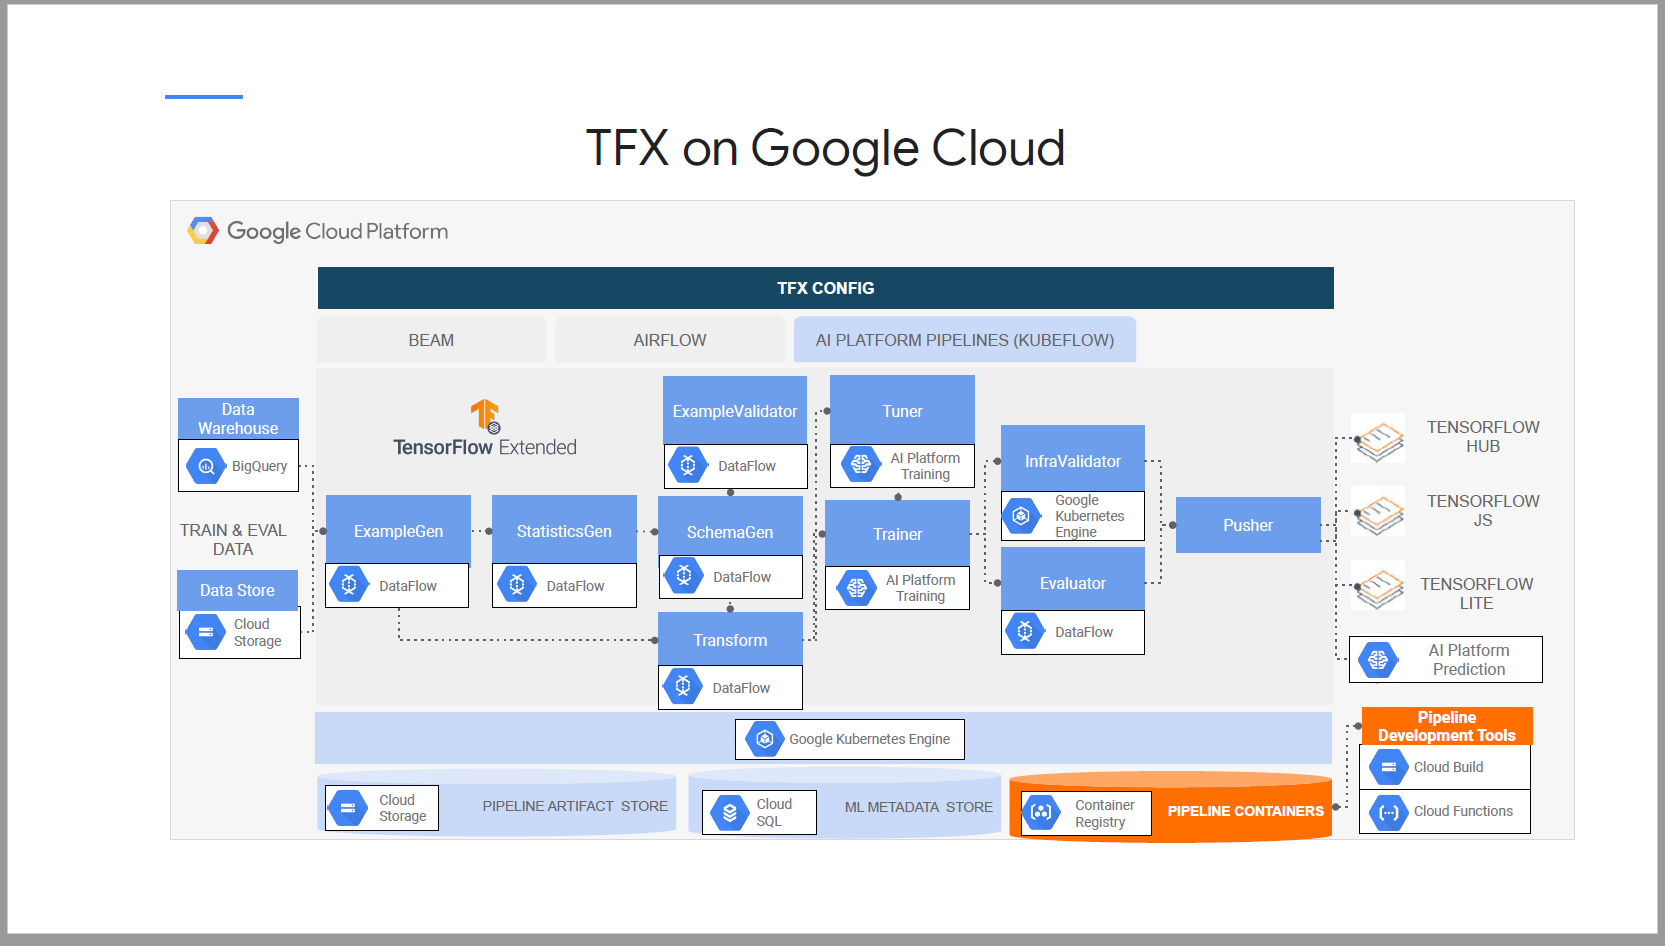 TFX on Google Cloud
Google Cloud Platform
TFX CONFIG
BEAM
AIRFLOW
AI PLATFORM PIPELINES (KUBEFLOW)
Data
Warehouse
BigQuery
TRAIN & EVAL
DATA
Data Store
Cloud
Storage
TensorFlow Extended
ExampleGen
DataFlow
StatisticsGen
DataFlow
ExampleValidator
DataFlow
SchemaGen
DataFlow
Transform
DataFlow
Tuner
AI Platform
Training
Trainer
AI Platform
Training
InfraValidator
Google
Kubernetes
Engine
Evaluator
DataFlow
Pusher
TENSORFLOW
HUB
TENSORFLOW
JS
TENSORFLOW
LITE
AI Platform
Prediction
Google Kubernetes Engine
Cloud
Storage
PIPELINE ARTIFACT STORE
Cloud
SQL
ML METADATA STORE
Container
Registry
PIPELINE CONTAINERS
Pipeline
Development Tools
Cloud Build
Cloud Functions